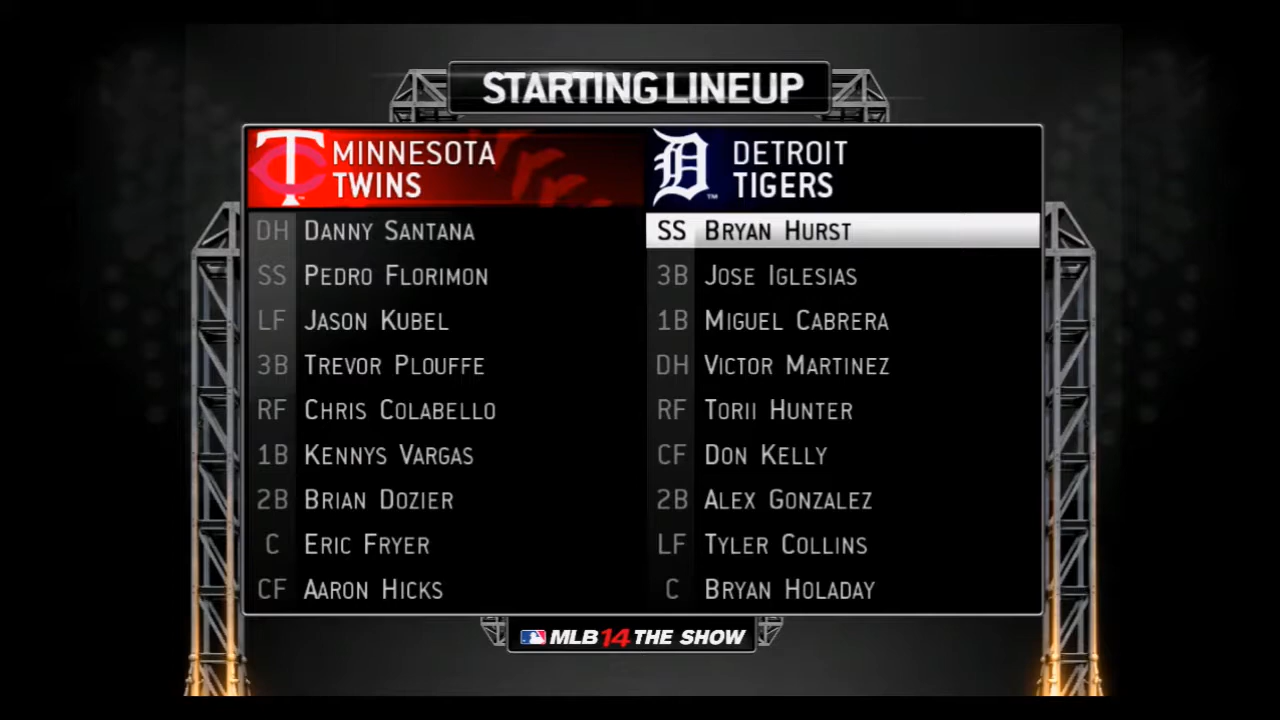 STARTING LINEUP
MINNESOTA
TWINS
DH DANNY SANTANA
SS PEDRO FLORIMON
LF JASON KUBEL
3B TREVOR PLOUFFE
RF CHRIS COLABELLO
1B KENNYS VARGAS
2B BRIAN DOZIER
C ERIC FRYER
CF AARON HICKS
DETROIT
TIGERS
SS BRYAN HURST
3B JOSE IGLESIAS
1B MIGUEL CABRERA
DH VICTOR MARTINEZ
RF TORII HUNTER
CF DON KELLY
2B ALEX GONZALEZ
LF TYLER COLLINS
C BRYAN HOLADAY
MLB 14 THE SHOW